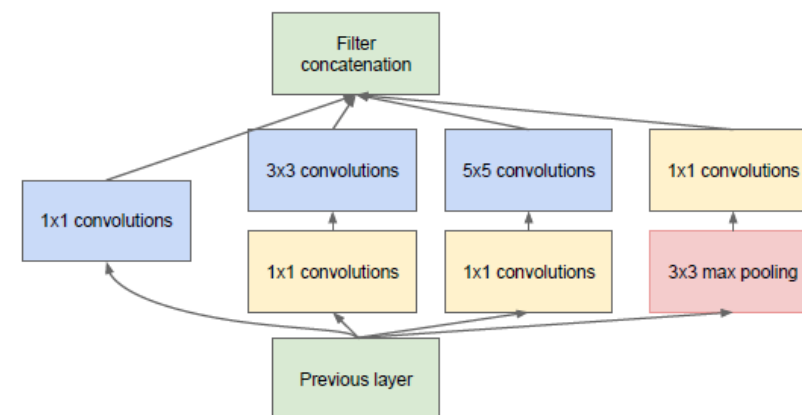 Filter
concatenation
3x3 convolutions
5x5 convolutions
1x1 convolutions
1x1 convolutions
1x1 convolutions
1x1 convolutions
3x3 max pooling
Previous layer